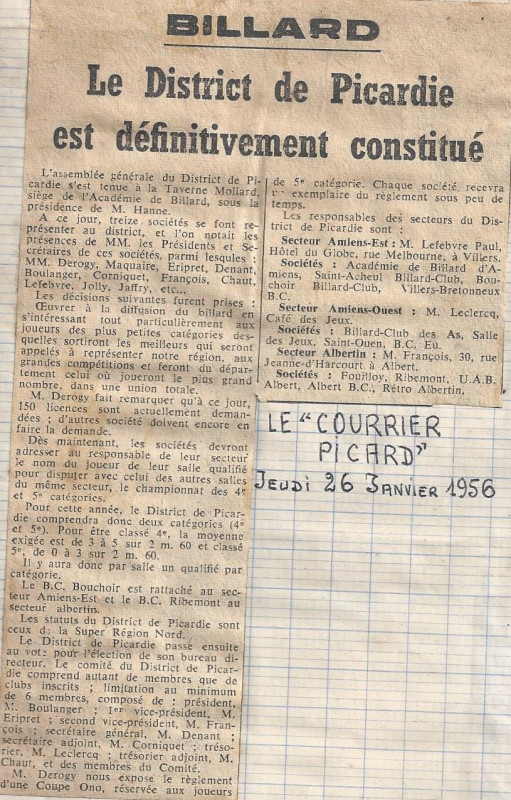 BILLARD
Le District de Picardie
est définitivement constitué
L'assemblée générale du District de Pi-
cardie s'est tenue à la Taverne Mollard,
siège de l'Académie de Billard, sous la
présidence de M. Hanne.
A ce jour, treize sociétés se font re-
présenter au district, et l'on notait les
présences de MM. les Présidents et Se-
crétaires de ces sociétés, parmi lesquels :
MM. Derogy, Maquaire, Eripret, Denant,
Boulanger, Corniquet, François, Chaut,
Lefebvre, Jolly, Jaffry, etc...
Les décisions suivantes furent prises :
Œuvrer à la diffusion du billard en
s'intéressant tout particulièrement aux
joueurs des plus petites catégories des-
quelles sortiront les meilleurs qui seront
appelés à représenter notre région, aux
grandes compétitions et feront du dépar-
tement celui où joueront le plus grand
nombre, dans une union totale.
M. Derogy fait remarquer qu'à ce jour,
150 licences sont actuellement deman-
dées ; d'autres société doivent encore en
faire la demande.
Dès maintenant, les sociétés devront
adresser au responsable de leur secteur
le nom du joueur de leur salle qualifié
pour disputer avec celui des autres salles
du même secteur, le championnat des 4e
et 5e catégories.
Pour cette année, le District de Picar-
die comprendra donc deux catégories (4e
et 5e). Pour être classé 4e, la moyenne
exigée est de 3 à 5 sur 2 m. 60 et classé
5e, de 0 à 3 sur 2 m. 60.
Il y aura donc par salle un qualifié par
catégorie.
Le B.C. Bouchoir est rattaché au sec-
teur Amiens-Est et le B.C. Ribemont au
secteur albertin.
Les statuts du District de Picardie sont
ceux d: la Super Région Nord.
Le District de Picardie passe ensuite
au vote pour l'élection de son bureau di-
recteur. Le comité du District de Picar-
die comprend autant de membres que de
clubs inscrits ; limitation au minimum
de 6 membres, composé de : président,
M. Boulanger ; 1er vice-président, M.
Eripret ; second vice-président, M. Fran-
çois ; secrétaire général, M. Denant ;
secrétaire adjoint, M. Corniquet ; tréso-
rier, M. Leclercq ; trésorier adjoint, M.
Chaut, et des membres du Comité.
M. Derogy nous expose le règlement
d'une Coupe Ono, réservée aux joueurs
de 5e catégorie. Chaque société, recevra
un exemplaire du règlement sous peu de
temps.
Les responsables des secteurs du Dis-
trict de Picardie sont :
Secteur Amiens-Est : M. Lefebvre Paul,
Hôtel du Globe, rue Melbourne, à Villers.
Sociétés : Académie de Billard d'A-
miens, Saint-Acheul Billard-Club, Bou-
choir Billard-Club, Villers-Bretonneux
B.C.
Secteur Amiens-Ouest : M. Leclercq,
Café des Jeux.
Sociétés : Billard-Club des As, Salle
des Jeux, Saint-Ouen, B.C. Eu.
Secteur Albertin : M. François, 30, rue
Jeanne-d'Harcourt à Albert.
Sociétés : Fouilloy, Ribemont, U.A.B.
Albert, Albert B.C., Rétro Albertin.
LE "COURRIER
PICARD"
JEUDI 26 JANVIER 1956